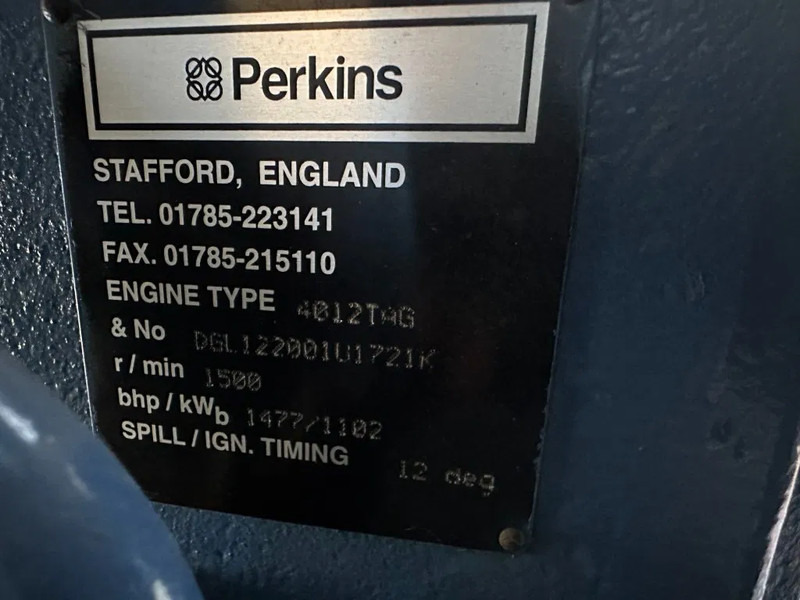 Perkins
STAFFORD, ENGLAND
TEL. 01785-223141
FAX. 01785-215110
ENGINE TYPE 4012TAG
& No DGL122001U1721K
r / min 1500
bhp / kWb 1477/1102
SPILL / IGN. TIMING 12 deg